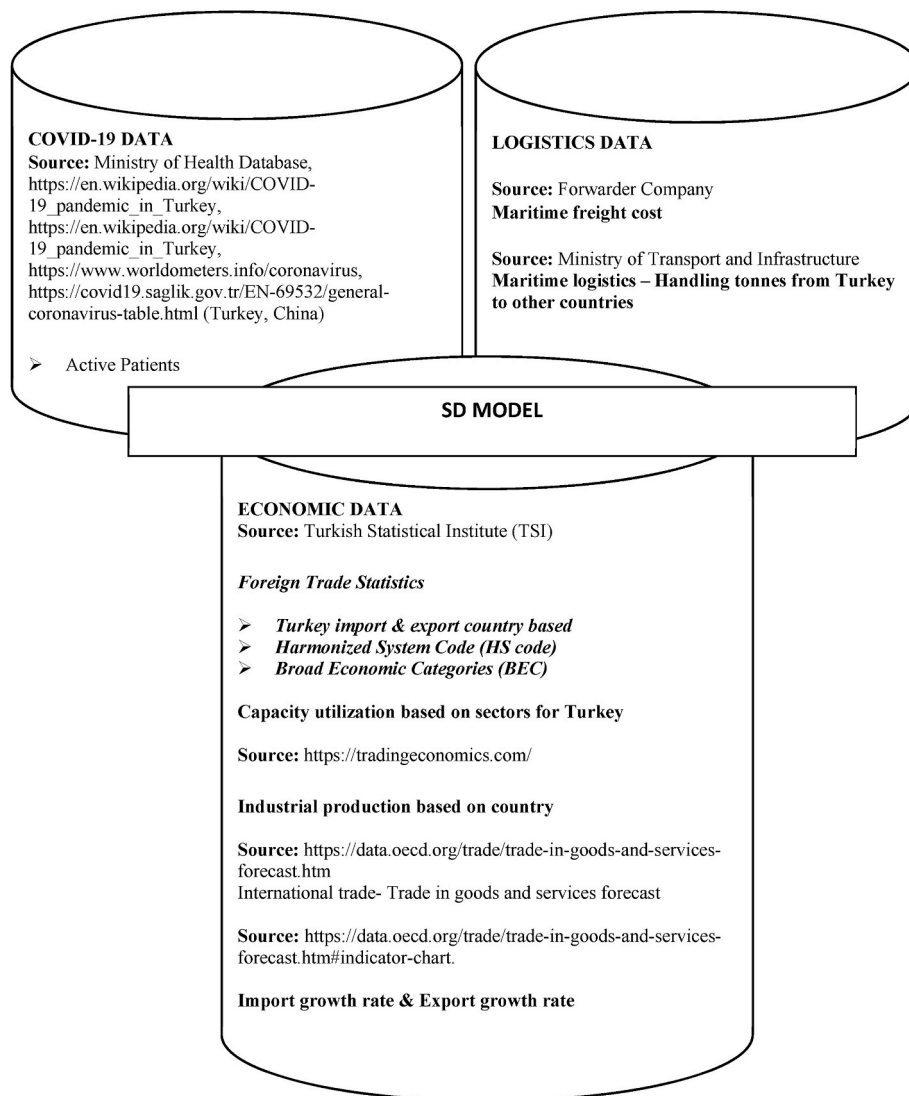 COVID-19 DATA
Source: Ministry of Health Database,
https://en.wikipedia.org/wiki/COVID-
19_pandemic_in_Turkey,
https://en.wikipedia.org/wiki/COVID-
19_pandemic_in_Turkey,
https://www.worldometers.info/coronavirus,
https://covid19.saglik.gov.tr/EN-69532/general-
coronavirus-table.html (Turkey, China)
➢ Active Patients
LOGISTICS DATA
Source: Forwarder Company
Maritime freight cost
Source: Ministry of Transport and Infrastructure
Maritime logistics – Handling tonnes from Turkey
to other countries
SD MODEL
ECONOMIC DATA
Source: Turkish Statistical Institute (TSI)
Foreign Trade Statistics
➢ Turkey import & export country based
➢ Harmonized System Code (HS code)
➢ Broad Economic Categories (BEC)
Capacity utilization based on sectors for Turkey
Source: https://tradingeconomics.com/
Industrial production based on country
Source: https://data.oecd.org/trade/trade-in-goods-and-services-
forecast.htm
International trade- Trade in goods and services forecast
Source: https://data.oecd.org/trade/trade-in-goods-and-services-
forecast.htm#indicator-chart.
Import growth rate & Export growth rate